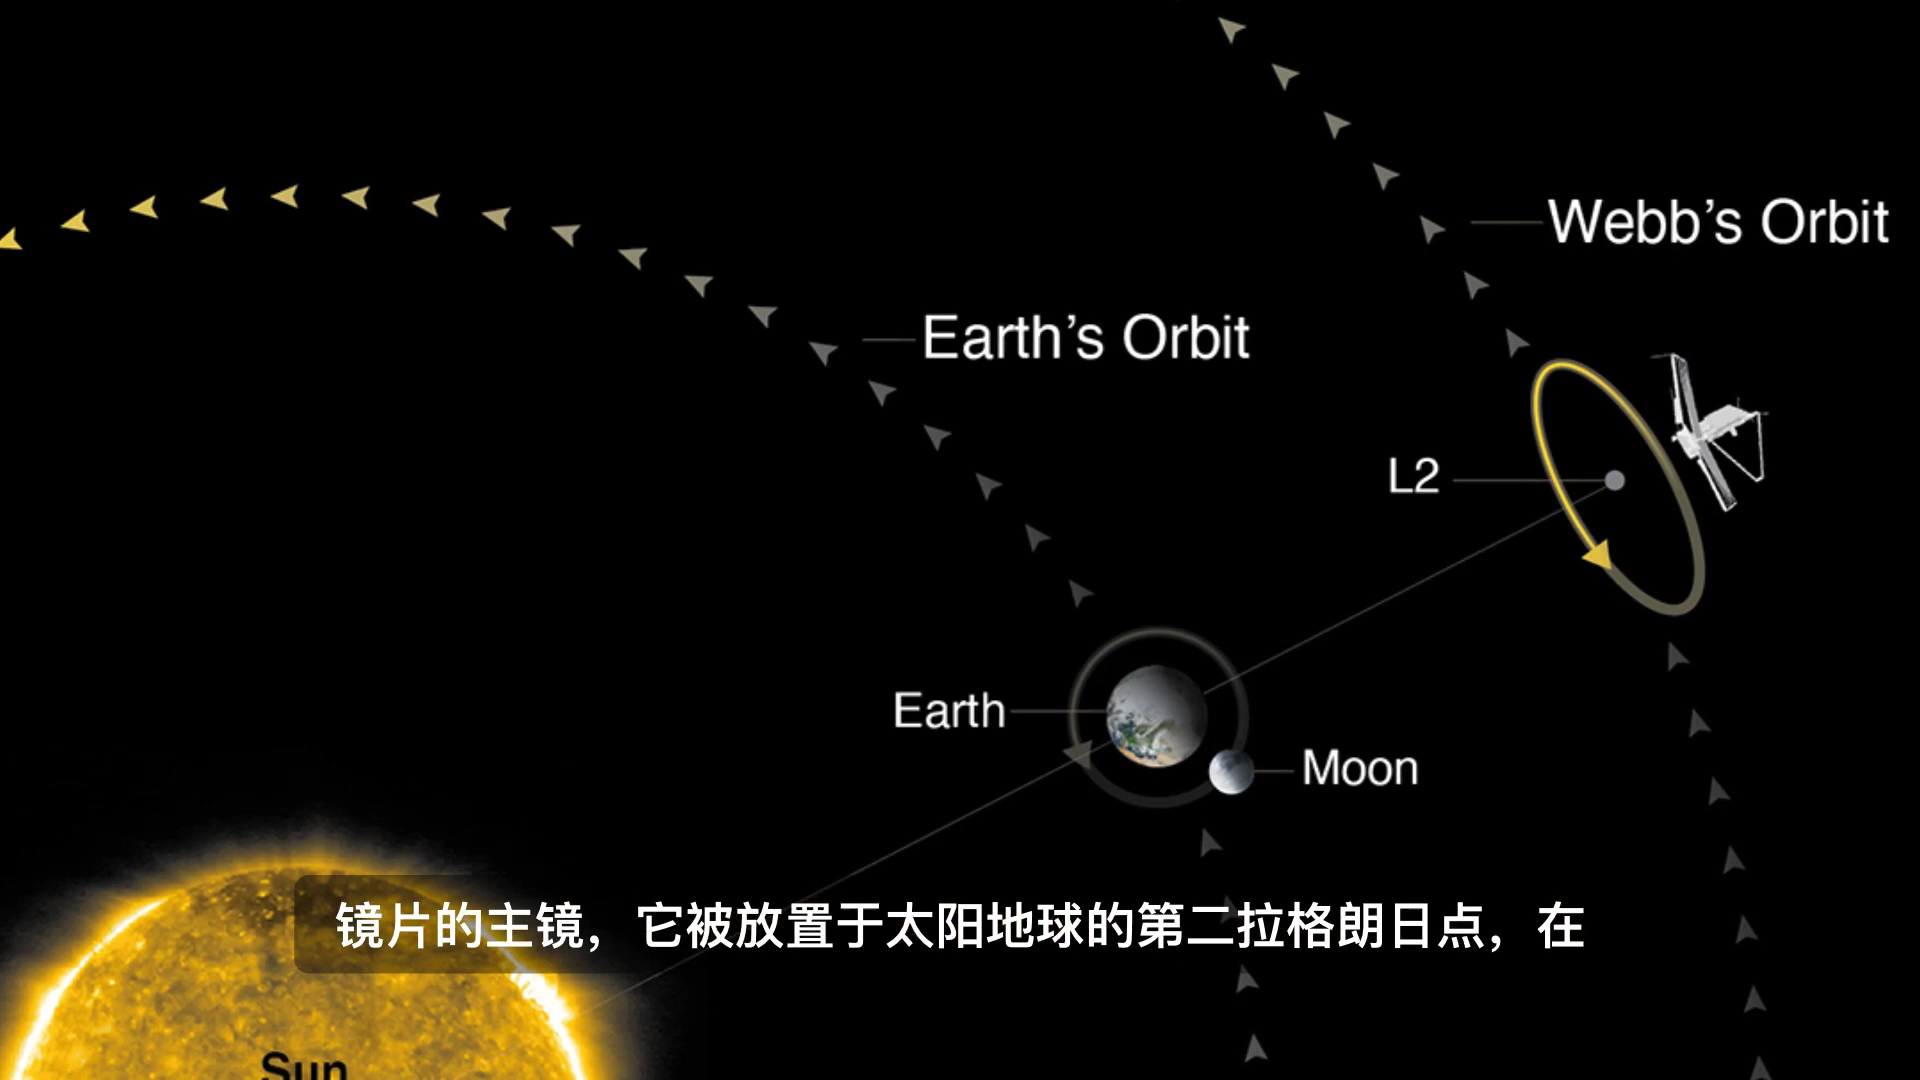 Webb’s Orbit
Earth’s Orbit
L2
Earth
Moon
镜片的主镜，它被放置于太阳地球的第二拉格朗日点，在
Sun